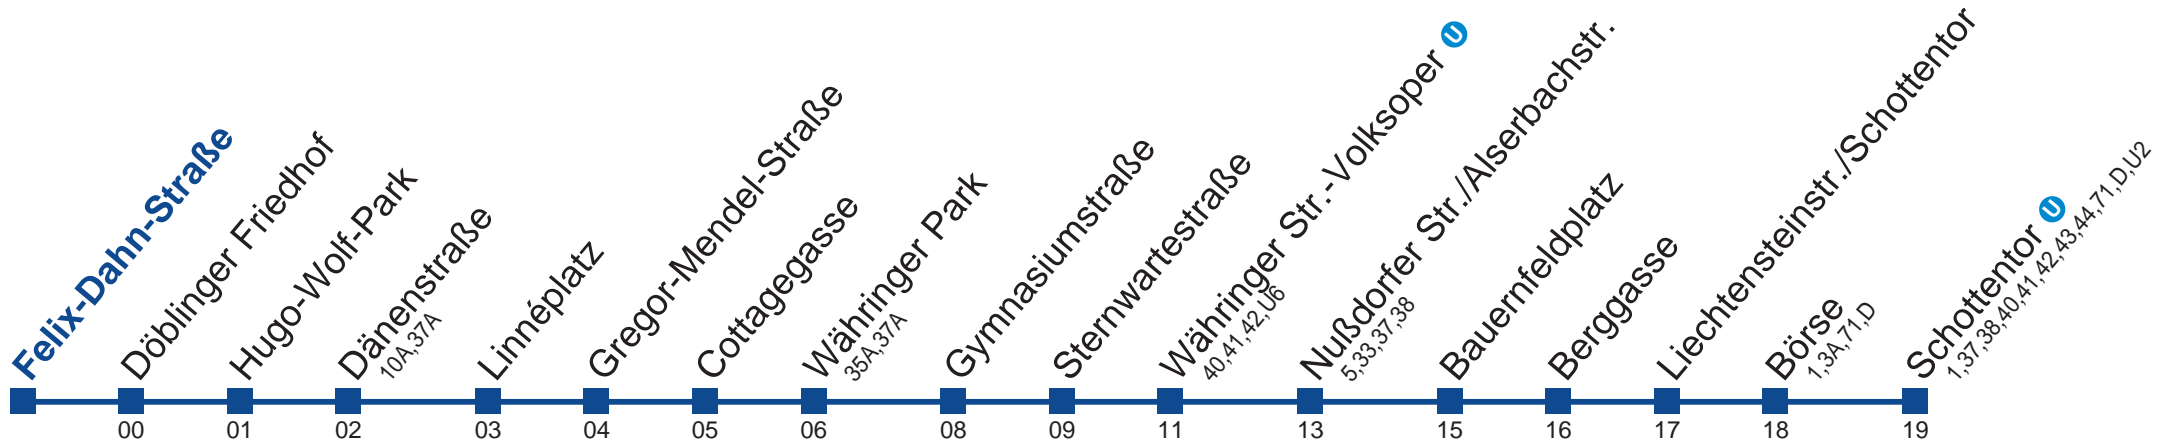 Felix-Dahn-Straße
Döblinger Friedhof
00
Hugo-Wolf-Park
01
Dänenstraße
10A,37A
02
Linnéplatz
03
Gregor-Mendel-Straße
04
Cottagegasse
05
Währinger Park
35A,37A
06
Gymnasiumstraße
08
Sternwartestraße
09
Währinger Str.-Volksoper U
40,41,42,U6
11
Nußdorfer Str./Alserbachstr.
5,33,37,38
13
Bauernfeldplatz
15
Berggasse
16
Liechtensteinstr./Schottentor
17
Börse
1,3A,71,D
18
Schottentor U
1,37,38,40,41,42,43,44,71,D,U2
19